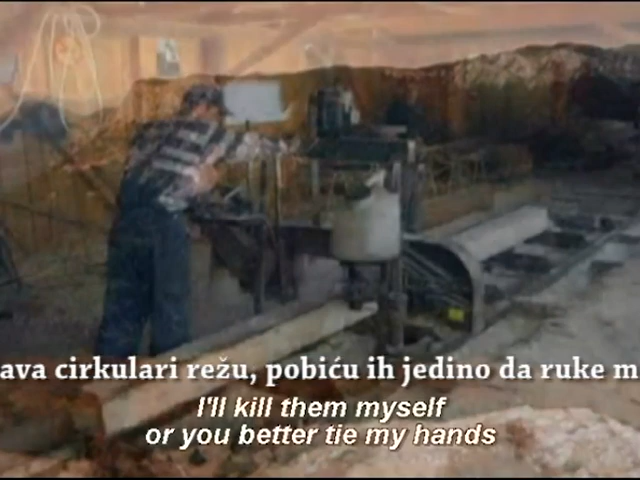 ava cirkulari režu, pobiću ih jedino da ruke m
I'll kill them myself
or you better tie my hands